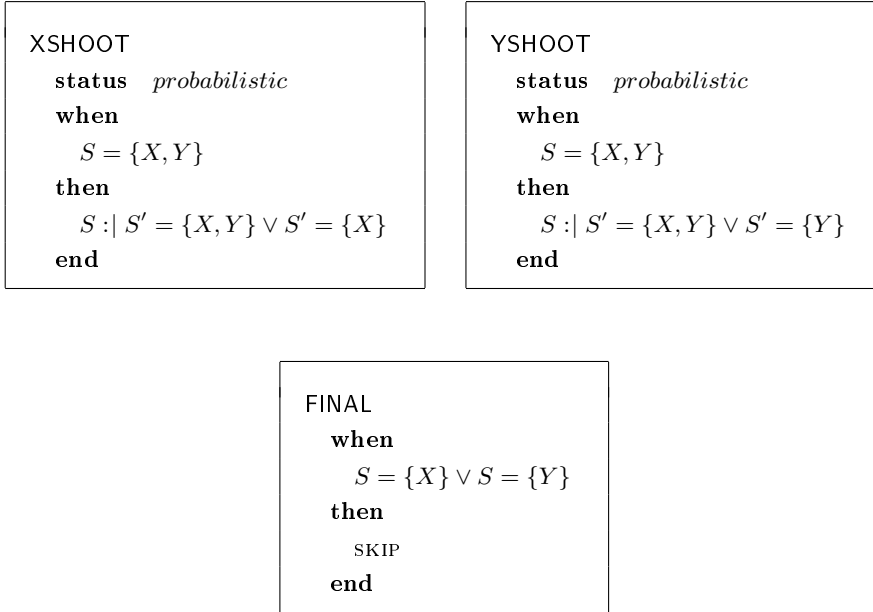 XSHOOT
status probabilistic
when
S = {X, Y}
then
S :| S′ = {X, Y} ∨ S′ = {X}
end
YSHOOT
status probabilistic
when
S = {X, Y}
then
S :| S′ = {X, Y} ∨ S′ = {Y}
end
FINAL
when
S = {X} ∨ S = {Y}
then
SKIP
end